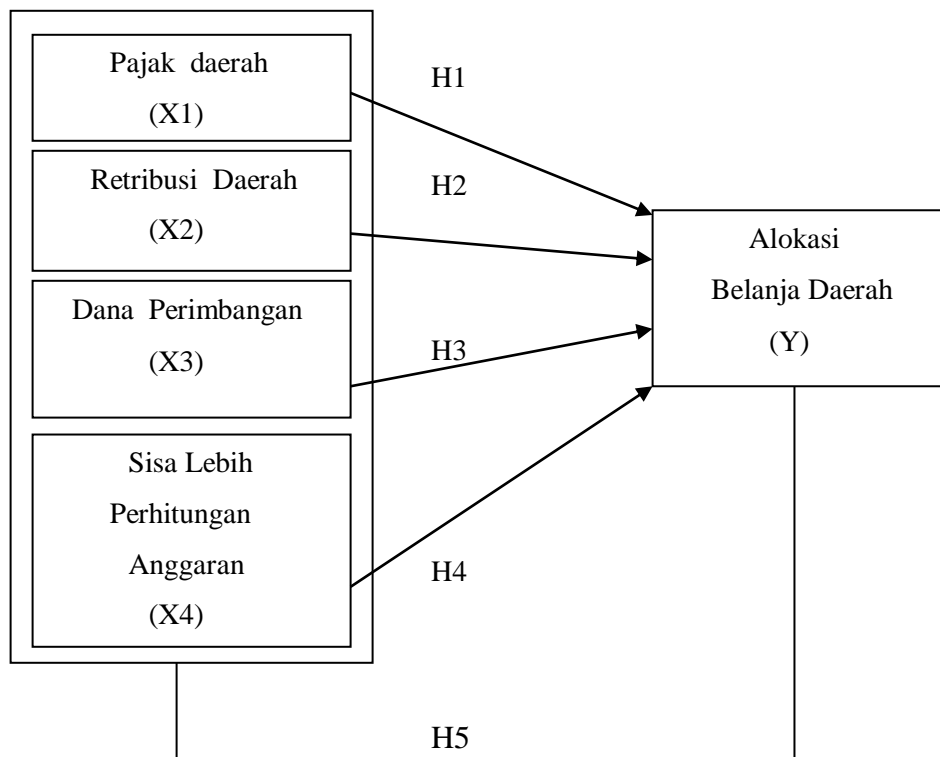 Pajak daerah
(X1)
H1
Retribusi Daerah
(X2)
H2
Dana Perimbangan
(X3)
H3
Sisa Lebih
Perhitungan
Anggaran
(X4)
H4
Alokasi
Belanja Daerah
(Y)
H5